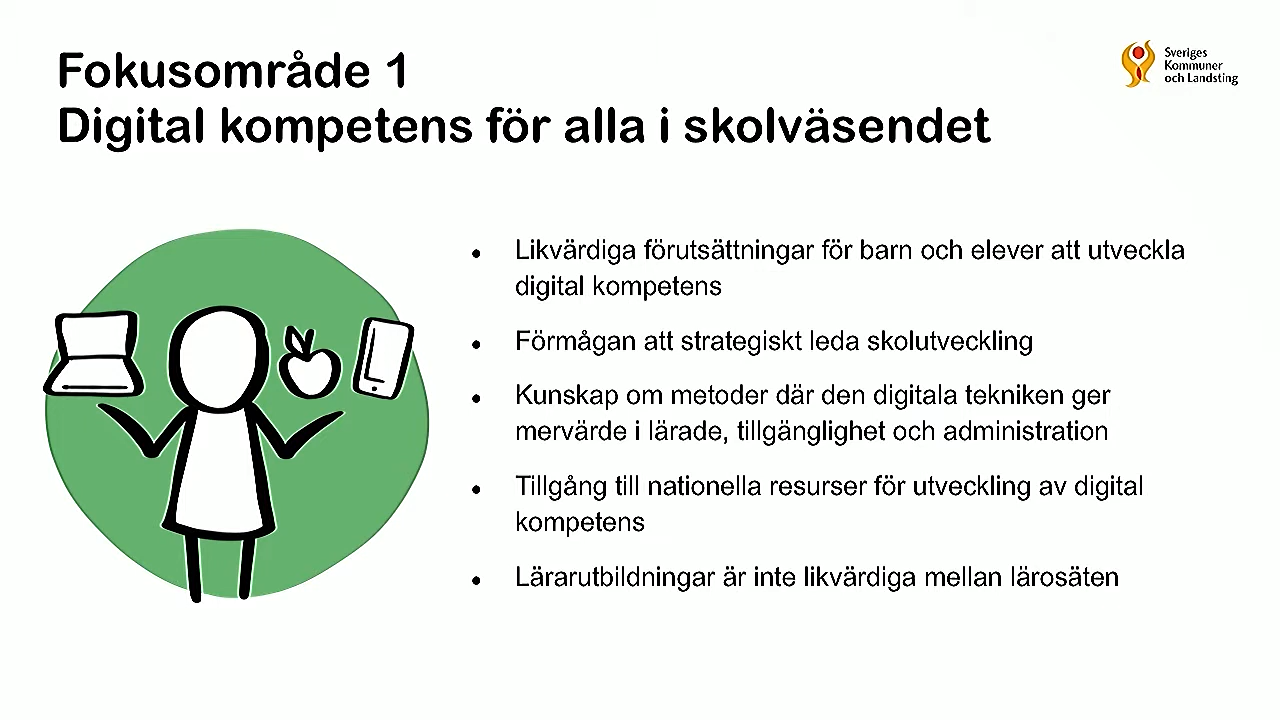 Fokusområde 1
Digital kompetens för alla i skolväsendet
Sveriges
Kommuner
och Landsting
• Likvärdiga förutsättningar för barn och elever att utveckla
digital kompetens
• Förmågan att strategiskt leda skolutveckling
• Kunskap om metoder där den digitala tekniken ger
mervärde i lärade, tillgänglighet och administration
• Tillgång till nationella resurser för utveckling av digital
kompetens
• Lärarutbildningar är inte likvärdiga mellan lärosäten